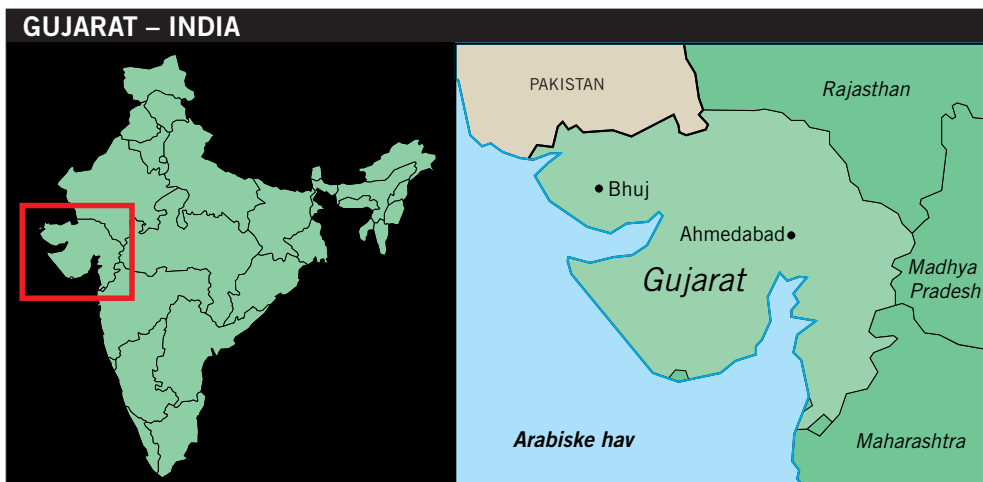 GUJARAT – INDIA
PAKISTAN
Rajasthan
Bhuj
Ahmedabad
Gujarat
Madhya
Pradesh
Arabiske hav
Maharashtra